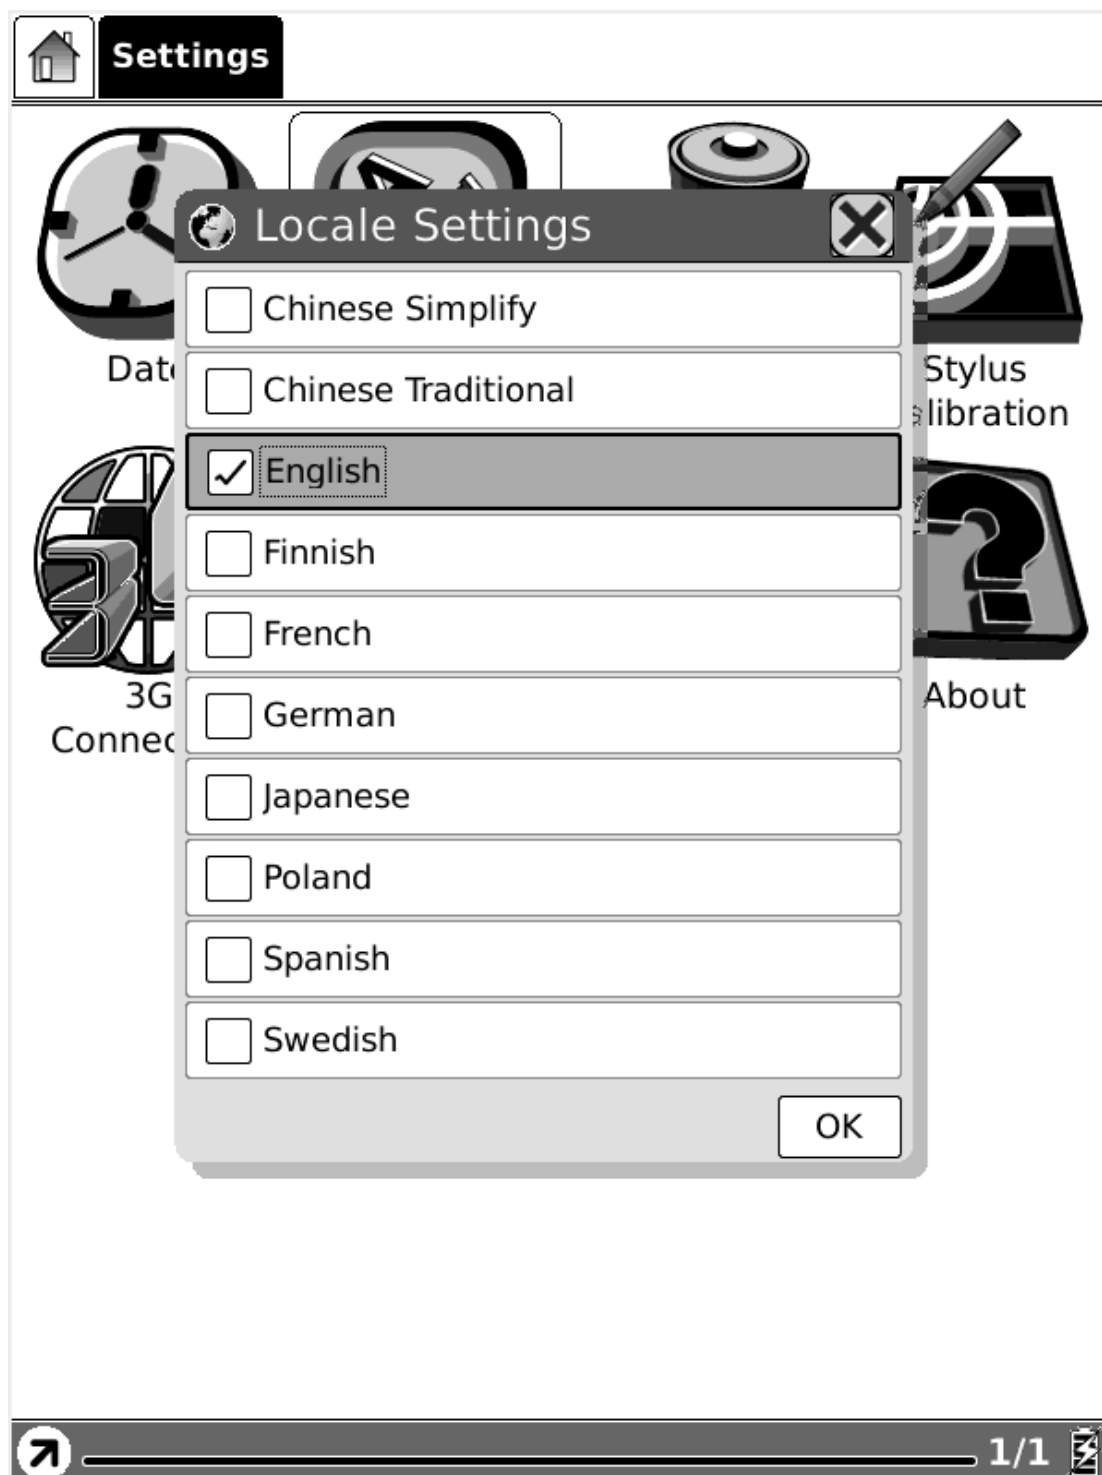 Settings
Locale Settings
Chinese Simplify
Chinese Traditional
English
Finnish
French
German
Japanese
Poland
Spanish
Swedish
OK
Stylus
About
3G
1/1